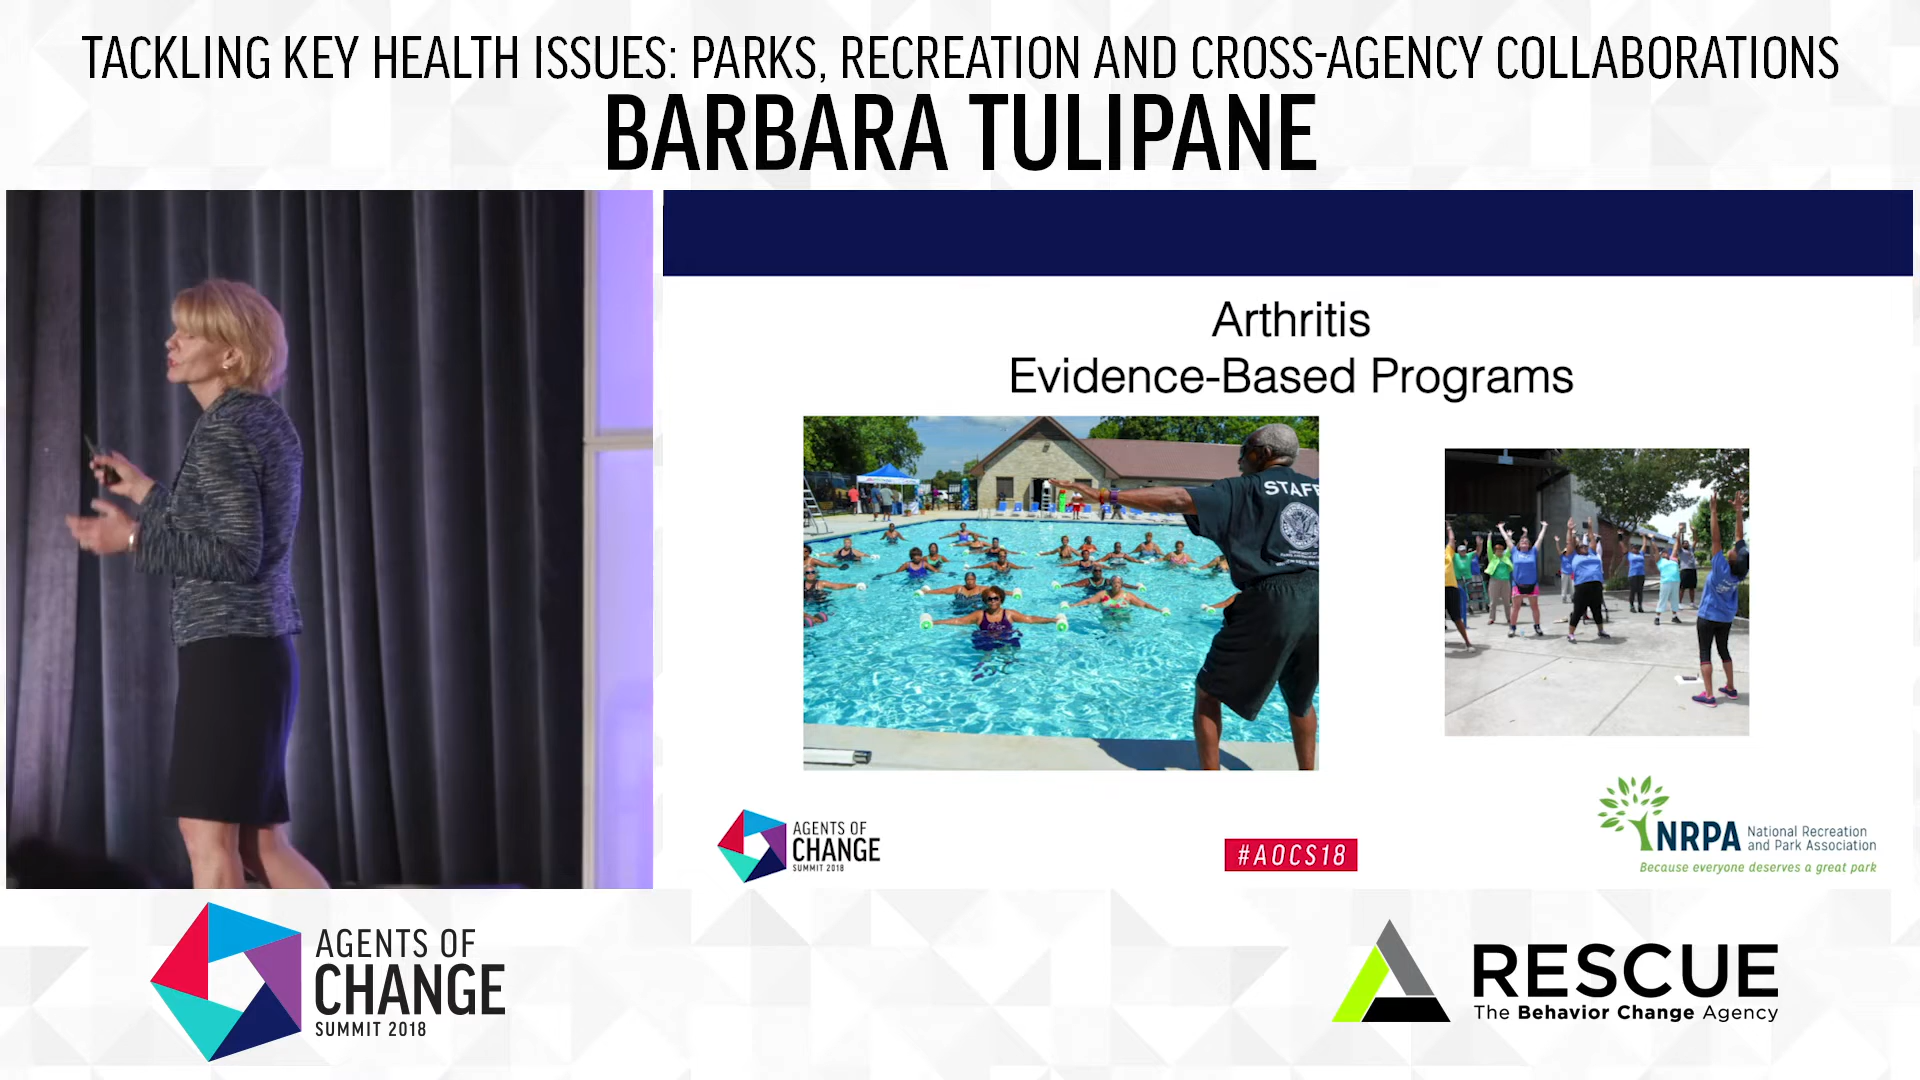 TACKLING KEY HEALTH ISSUES: PARKS, RECREATION AND CROSS-AGENCY COLLABORATIONS
BARBARA TULIPANE
Arthritis
Evidence-Based Programs
STAFF
AGENTS OF
CHANGE
SUMMIT 2018
#AOCS18
NRPA
National Recreation
and Park Association
Because everyone deserves a great park
AGENTS OF
CHANGE
SUMMIT 2018
RESCUE
The Behavior Change Agency